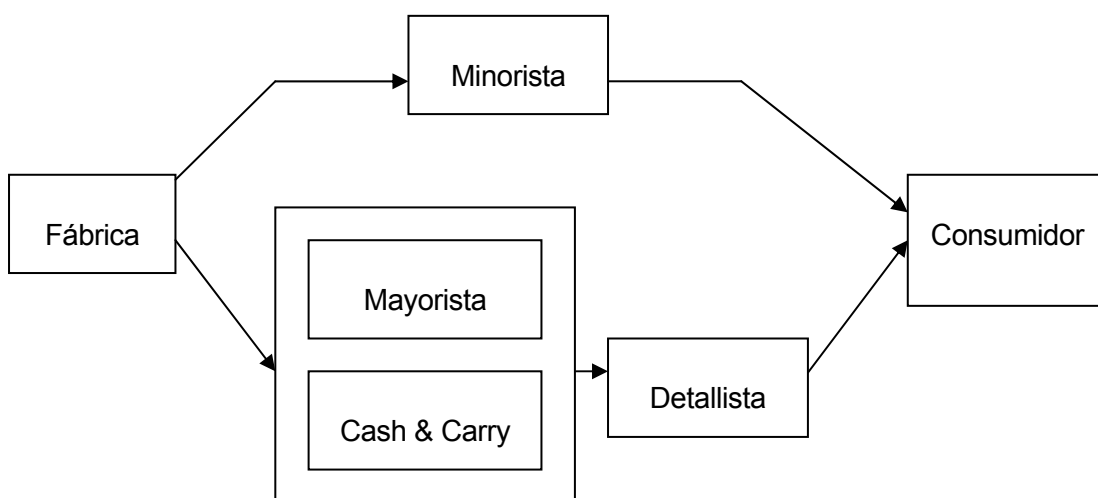 Minorista
Fábrica
Consumidor
Mayorista
Detallista
Cash & Carry